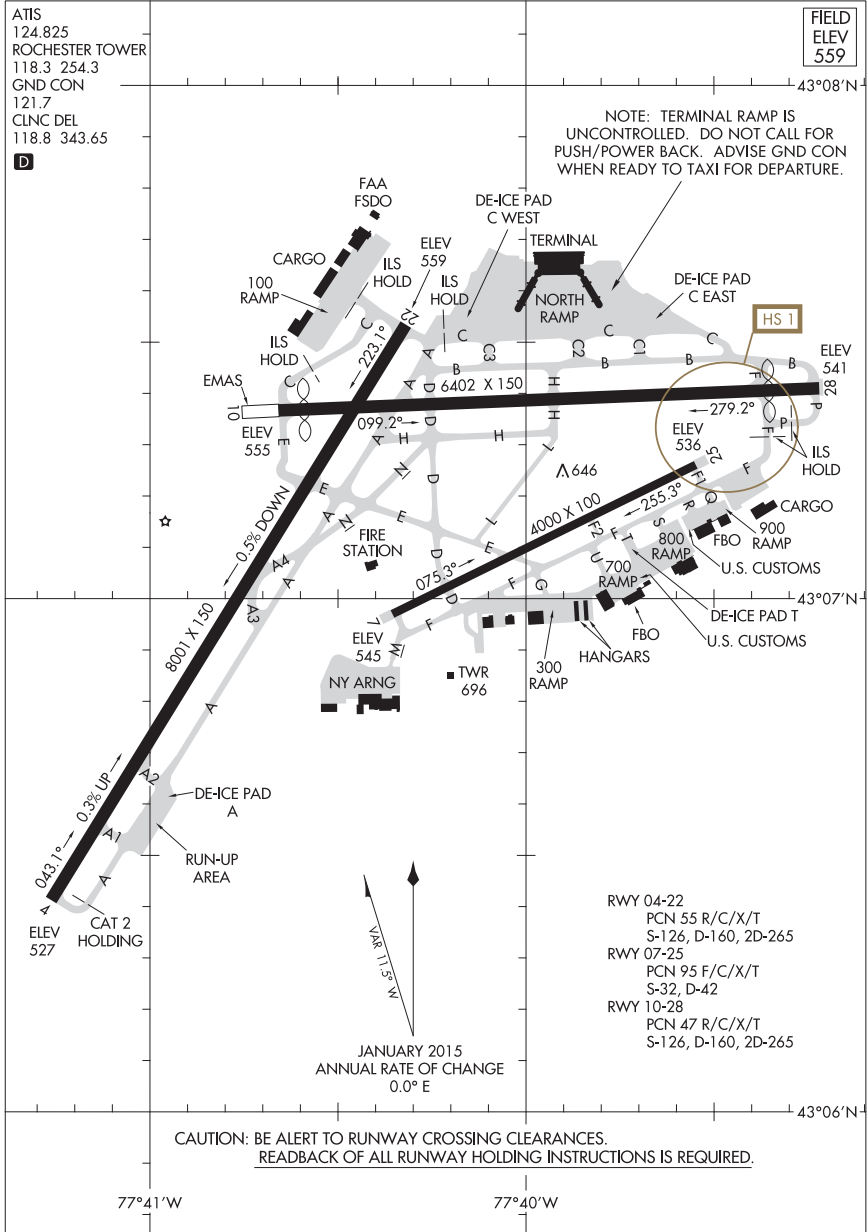 ATIS
124.825
ROCHESTER TOWER
118.3 254.3
GND CON
121.7
CLNC DEL
118.8 343.65
D
FIELD
ELEV
559
43°08'N
NOTE: TERMINAL RAMP IS
UNCONTROLLED. DO NOT CALL FOR
PUSH/POWER BACK. ADVISE GND CON
WHEN READY TO TAXI FOR DEPARTURE.
FAA
FSDO
CARGO
100
RAMP
ILS
HOLD
ELEV
559
DE-ICE PAD
C WEST
ILS
HOLD
TERMINAL
NORTH
RAMP
DE-ICE PAD
C EAST
HS 1
ILS
HOLD
C
22
223.1°
A
C
C3
C2
C
C1
C
B
B
B
B
F
ELEV
541
28
EMAS
10
C
ELEV
555
E
6402 X 150
099.2°
279.2°
A
D
D
A
H
H
H
H
L
P
P
F
F
ILS
HOLD
ELEV
536
25
646
4000 X 100
255.3°
075.3°
F1
Q
R
S
F2
F
T
U
G
F
F
E
L
D
D
D
E
N
N
E
A
A
A4
A3
FIRE
STATION
CARGO
900
RAMP
FBO
800
RAMP
U.S. CUSTOMS
700
RAMP
DE-ICE PAD T
U.S. CUSTOMS
FBO
HANGARS
300
RAMP
43°07'N
0.5% DOWN
8001 X 150
7
ELEV
545
M
NY ARNG
TWR
696
A
A2
0.3% UP
043.1°
A1
A
4
DE-ICE PAD
A
RUN-UP
AREA
CAT 2
HOLDING
ELEV
527
VAR 11.5° W
JANUARY 2015
ANNUAL RATE OF CHANGE
0.0° E
RWY 04-22
PCN 55 R/C/X/T
S-126, D-160, 2D-265
RWY 07-25
PCN 95 F/C/X/T
S-32, D-42
RWY 10-28
PCN 47 R/C/X/T
S-126, D-160, 2D-265
43°06'N
CAUTION: BE ALERT TO RUNWAY CROSSING CLEARANCES.
READBACK OF ALL RUNWAY HOLDING INSTRUCTIONS IS REQUIRED.
77°41'W
77°40'W